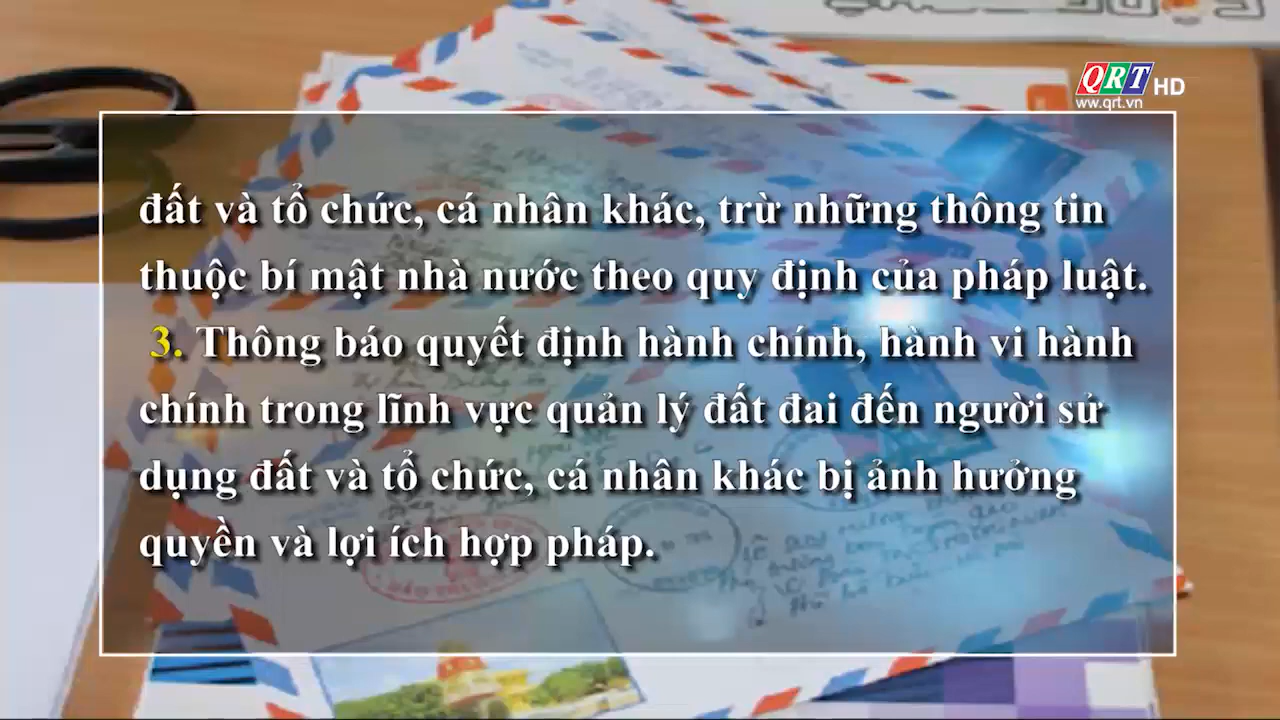 QRT HD
ww.qrt.vn
đất và tổ chức, cá nhân khác, trừ những thông tin
thuộc bí mật nhà nước theo quy định của pháp luật.
3. Thông báo quyết định hành chính, hành vi hành
chính trong lĩnh vực quản lý đất đai đến người sử
dụng đất và tổ chức, cá nhân khác bị ảnh hưởng
quyền và lợi ích hợp pháp.